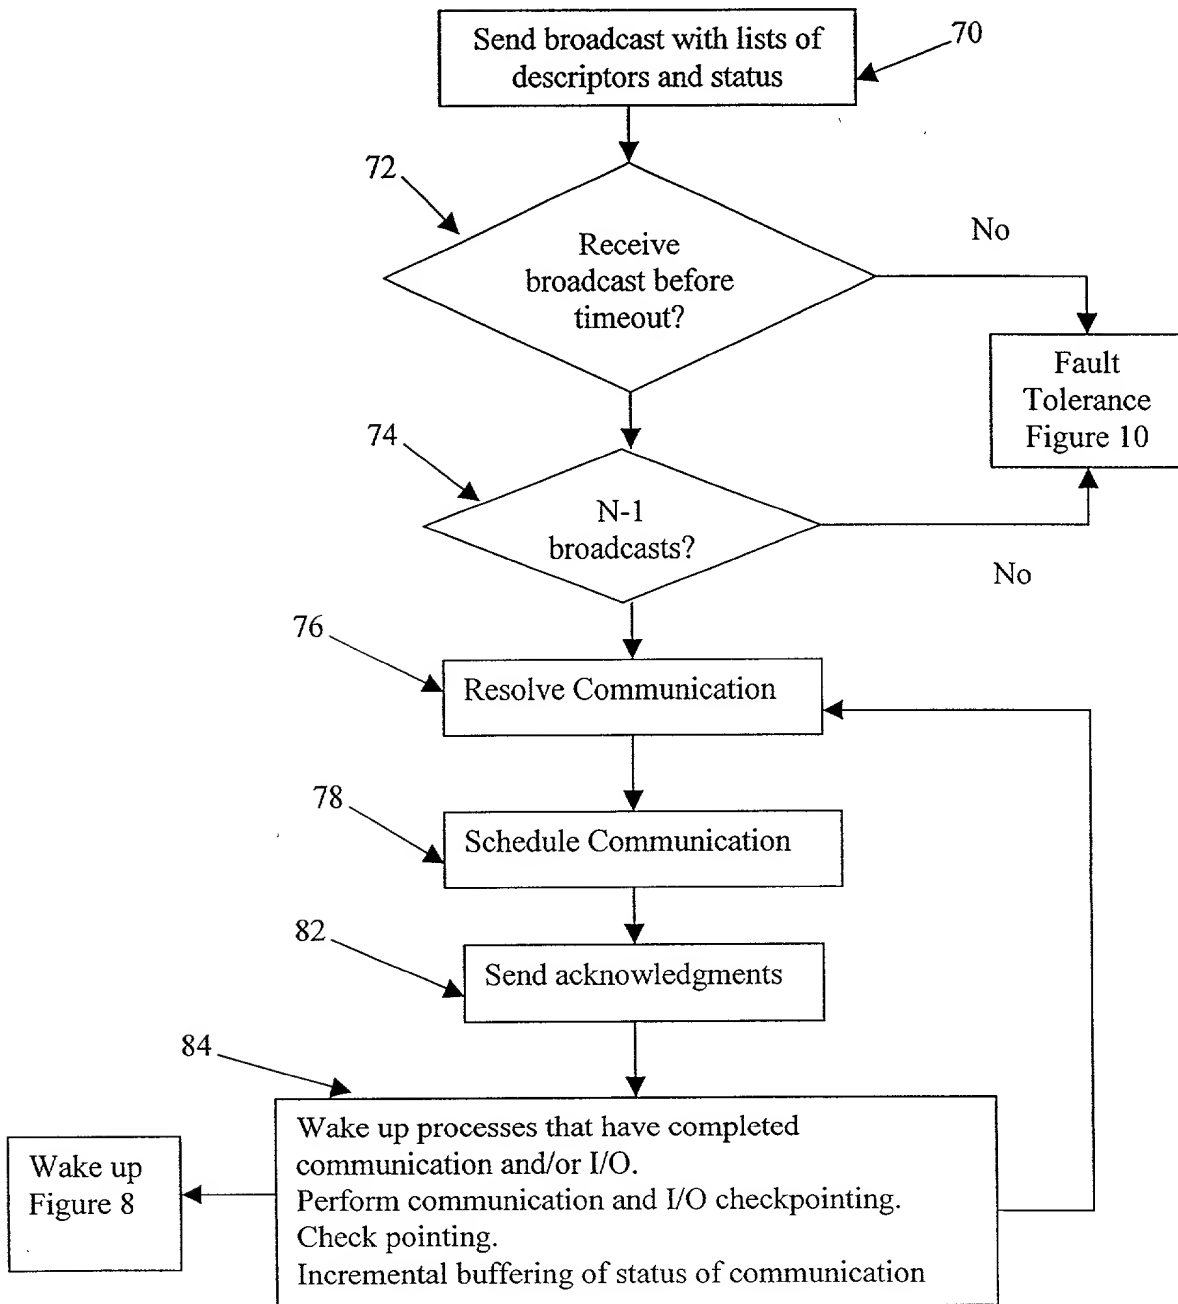 Send broadcast with lists of
descriptors and status
70
72
Receive
broadcast before
timeout?
No
Fault
Tolerance
Figure 10
74
N-1
broadcasts?
No
76
Resolve Communication
78
Schedule Communication
82
Send acknowledgments
84
Wake up processes that have completed
communication and/or I/O.
Perform communication and I/O checkpointing.
Check pointing.
Incremental buffering of status of communication
Wake up
Figure 8